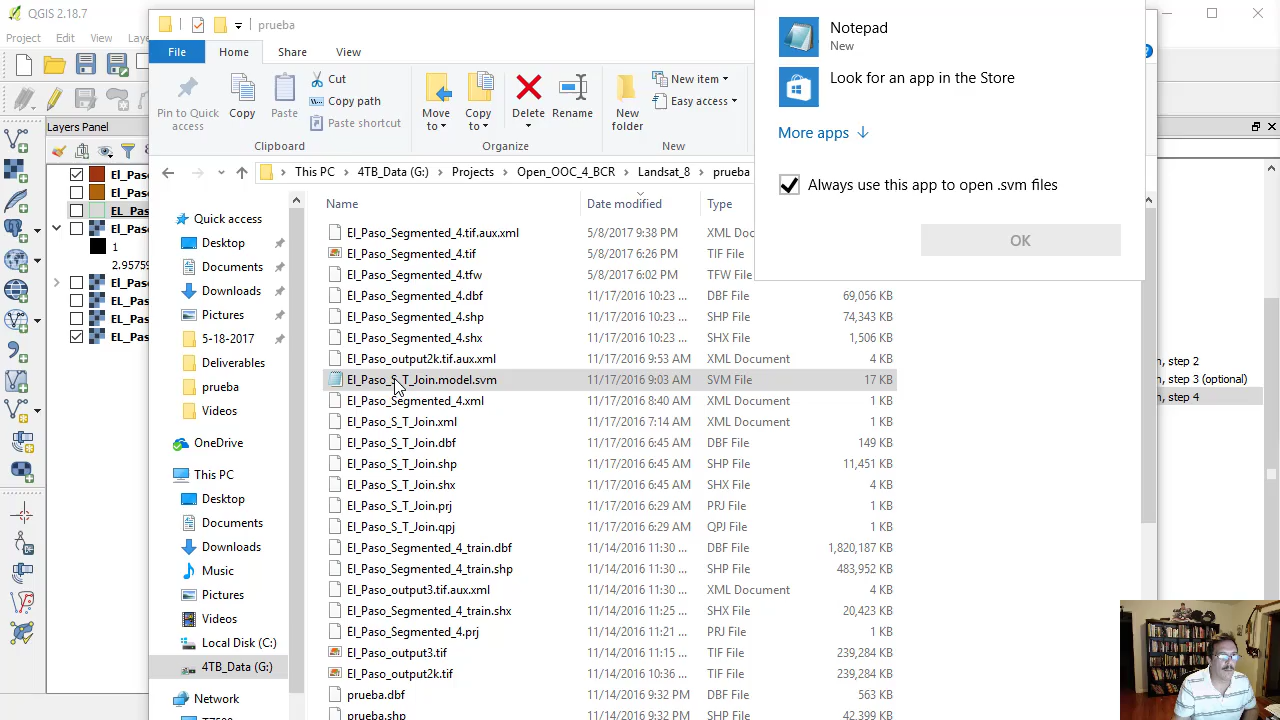 QGIS 2.18.7
prueba
Project Edit
File Home Share View
Pin to Quick access
Copy
Paste
Cut
Copy path
Paste shortcut
Clipboard
Move to
Copy to
Delete
Rename
Organize
New folder
New item
Easy access
New
Layers Panel
This PC 4TB_Data (G:) Projects Open_OOC_4_BCR Landsat_8 prueba
Notepad
New
Look for an app in the Store
More apps
Always use this app to open .svm files
OK
El_Paso
El_Pas
EL_Pas
EL_Pas
1
2.95759
EL_Pas
EL_Pas
EL_Pas
EL_Pas
Quick access
Desktop
Documents
Downloads
Pictures
5-18-2017
Deliverables
prueba
Videos
OneDrive
This PC
Desktop
Documents
Downloads
Music
Pictures
Videos
Local Disk (C:)
4TB_Data (G:)
Network
Name Date modified Type
El_Paso_Segmented_4.tif.aux.xml 5/8/2017 9:38 PM XML Doc
El_Paso_Segmented_4.tif 5/8/2017 6:26 PM TIF File
El_Paso_Segmented_4.tfw 5/8/2017 6:02 PM TFW File
El_Paso_Segmented_4.dbf 11/17/2016 10:23 ... DBF File 69,056 KB
El_Paso_Segmented_4.shp 11/17/2016 10:23 ... SHP File 74,343 KB
El_Paso_Segmented_4.shx 11/17/2016 10:23 ... SHX File 1,506 KB
El_Paso_output2k.tif.aux.xml 11/17/2016 9:53 AM XML Document 4 KB
El_Paso_S_T_Join.model.svm 11/17/2016 9:03 AM SVM File 17 KB
El_Paso_Segmented_4.xml 11/17/2016 8:40 AM XML Document 1 KB
El_Paso_S_T_Join.xml 11/17/2016 7:14 AM XML Document 1 KB
El_Paso_S_T_Join.dbf 11/17/2016 6:45 AM DBF File 149 KB
El_Paso_S_T_Join.shp 11/17/2016 6:45 AM SHP File 11,451 KB
El_Paso_S_T_Join.shx 11/17/2016 6:45 AM SHX File 4 KB
El_Paso_S_T_Join.prj 11/17/2016 6:29 AM PRJ File 1 KB
El_Paso_S_T_Join.qpj 11/17/2016 6:29 AM QPJ File 1 KB
El_Paso_Segmented_4_train.dbf 11/14/2016 11:30 ... DBF File 1,820,187 KB
El_Paso_Segmented_4_train.shp 11/14/2016 11:30 ... SHP File 483,952 KB
El_Paso_output3.tif.aux.xml 11/14/2016 11:30 ... XML Document 4 KB
El_Paso_Segmented_4_train.shx 11/14/2016 11:25 ... SHX File 20,423 KB
El_Paso_Segmented_4.prj 11/14/2016 11:21 ... PRJ File 1 KB
El_Paso_output3.tif 11/14/2016 11:15 ... TIF File 239,284 KB
El_Paso_output2k.tif 11/14/2016 10:36 ... TIF File 239,284 KB
prueba.dbf 11/14/2016 9:32 PM DBF File 563 KB
prueba.shp 11/14/2016 9:32 PM SHP File 42,399 KB
n, step 2
n, step 3 (optional)
n, step 4